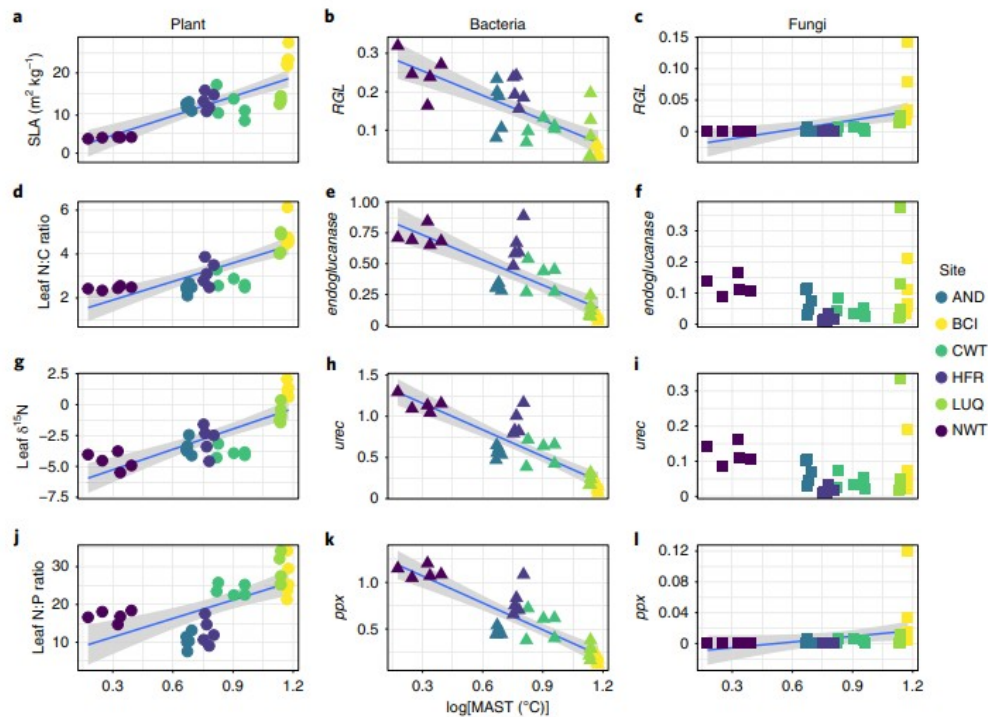 a Plant b Bacteria c Fungi
SLA (m² kg⁻¹)
20
10
0
RGL
0.3
0.2
0.1
RGL
0.15
0.10
0.05
0
d
Leaf N:C ratio
6
4
2
e
endoglucanase
1.00
0.75
0.50
0.25
0
f
endoglucanase
0.3
0.2
0.1
0
Site
AND
BCI
CWT
HFR
LUQ
NWT
g
Leaf δ¹⁵N
2.5
0
−2.5
−5.0
−7.5
h
urec
1.5
1.0
0.5
0
i
urec
0.3
0.2
0.1
0
j
Leaf N:P ratio
30
20
10
k
ppx
1.0
0.5
l
ppx
0.12
0.08
0.04
0
0.3 0.6 0.9 1.2 0.3 0.6 0.9 1.2 0.3 0.6 0.9 1.2
log[MAST (°C)]